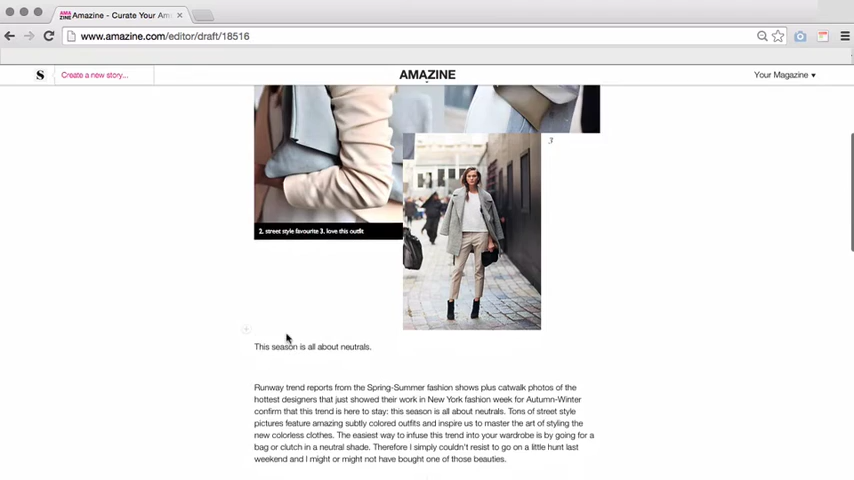 Amazine - Curate Your Am
www.amazine.com/editor/draft/18516
S
Create a new story...
AMAZINE
Your Magazine
3
2. street style favourite 3. love this outfit
This season is all about neutrals.
Runway trend reports from the Spring-Summer fashion shows plus catwalk photos of the
hottest designers that just showed their work in New York fashion week for Autumn-Winter
confirm that this trend is here to stay: this season is all about neutrals. Tons of street style
pictures feature amazing subtly colored outfits and inspire us to master the art of styling the
new colorless clothes. The easiest way to infuse this trend into your wardrobe is by going for a
bag or clutch in a neutral shade. Therefore I simply couldn't resist to go on a little hunt last
weekend and I might or might not have bought one of those beauties.